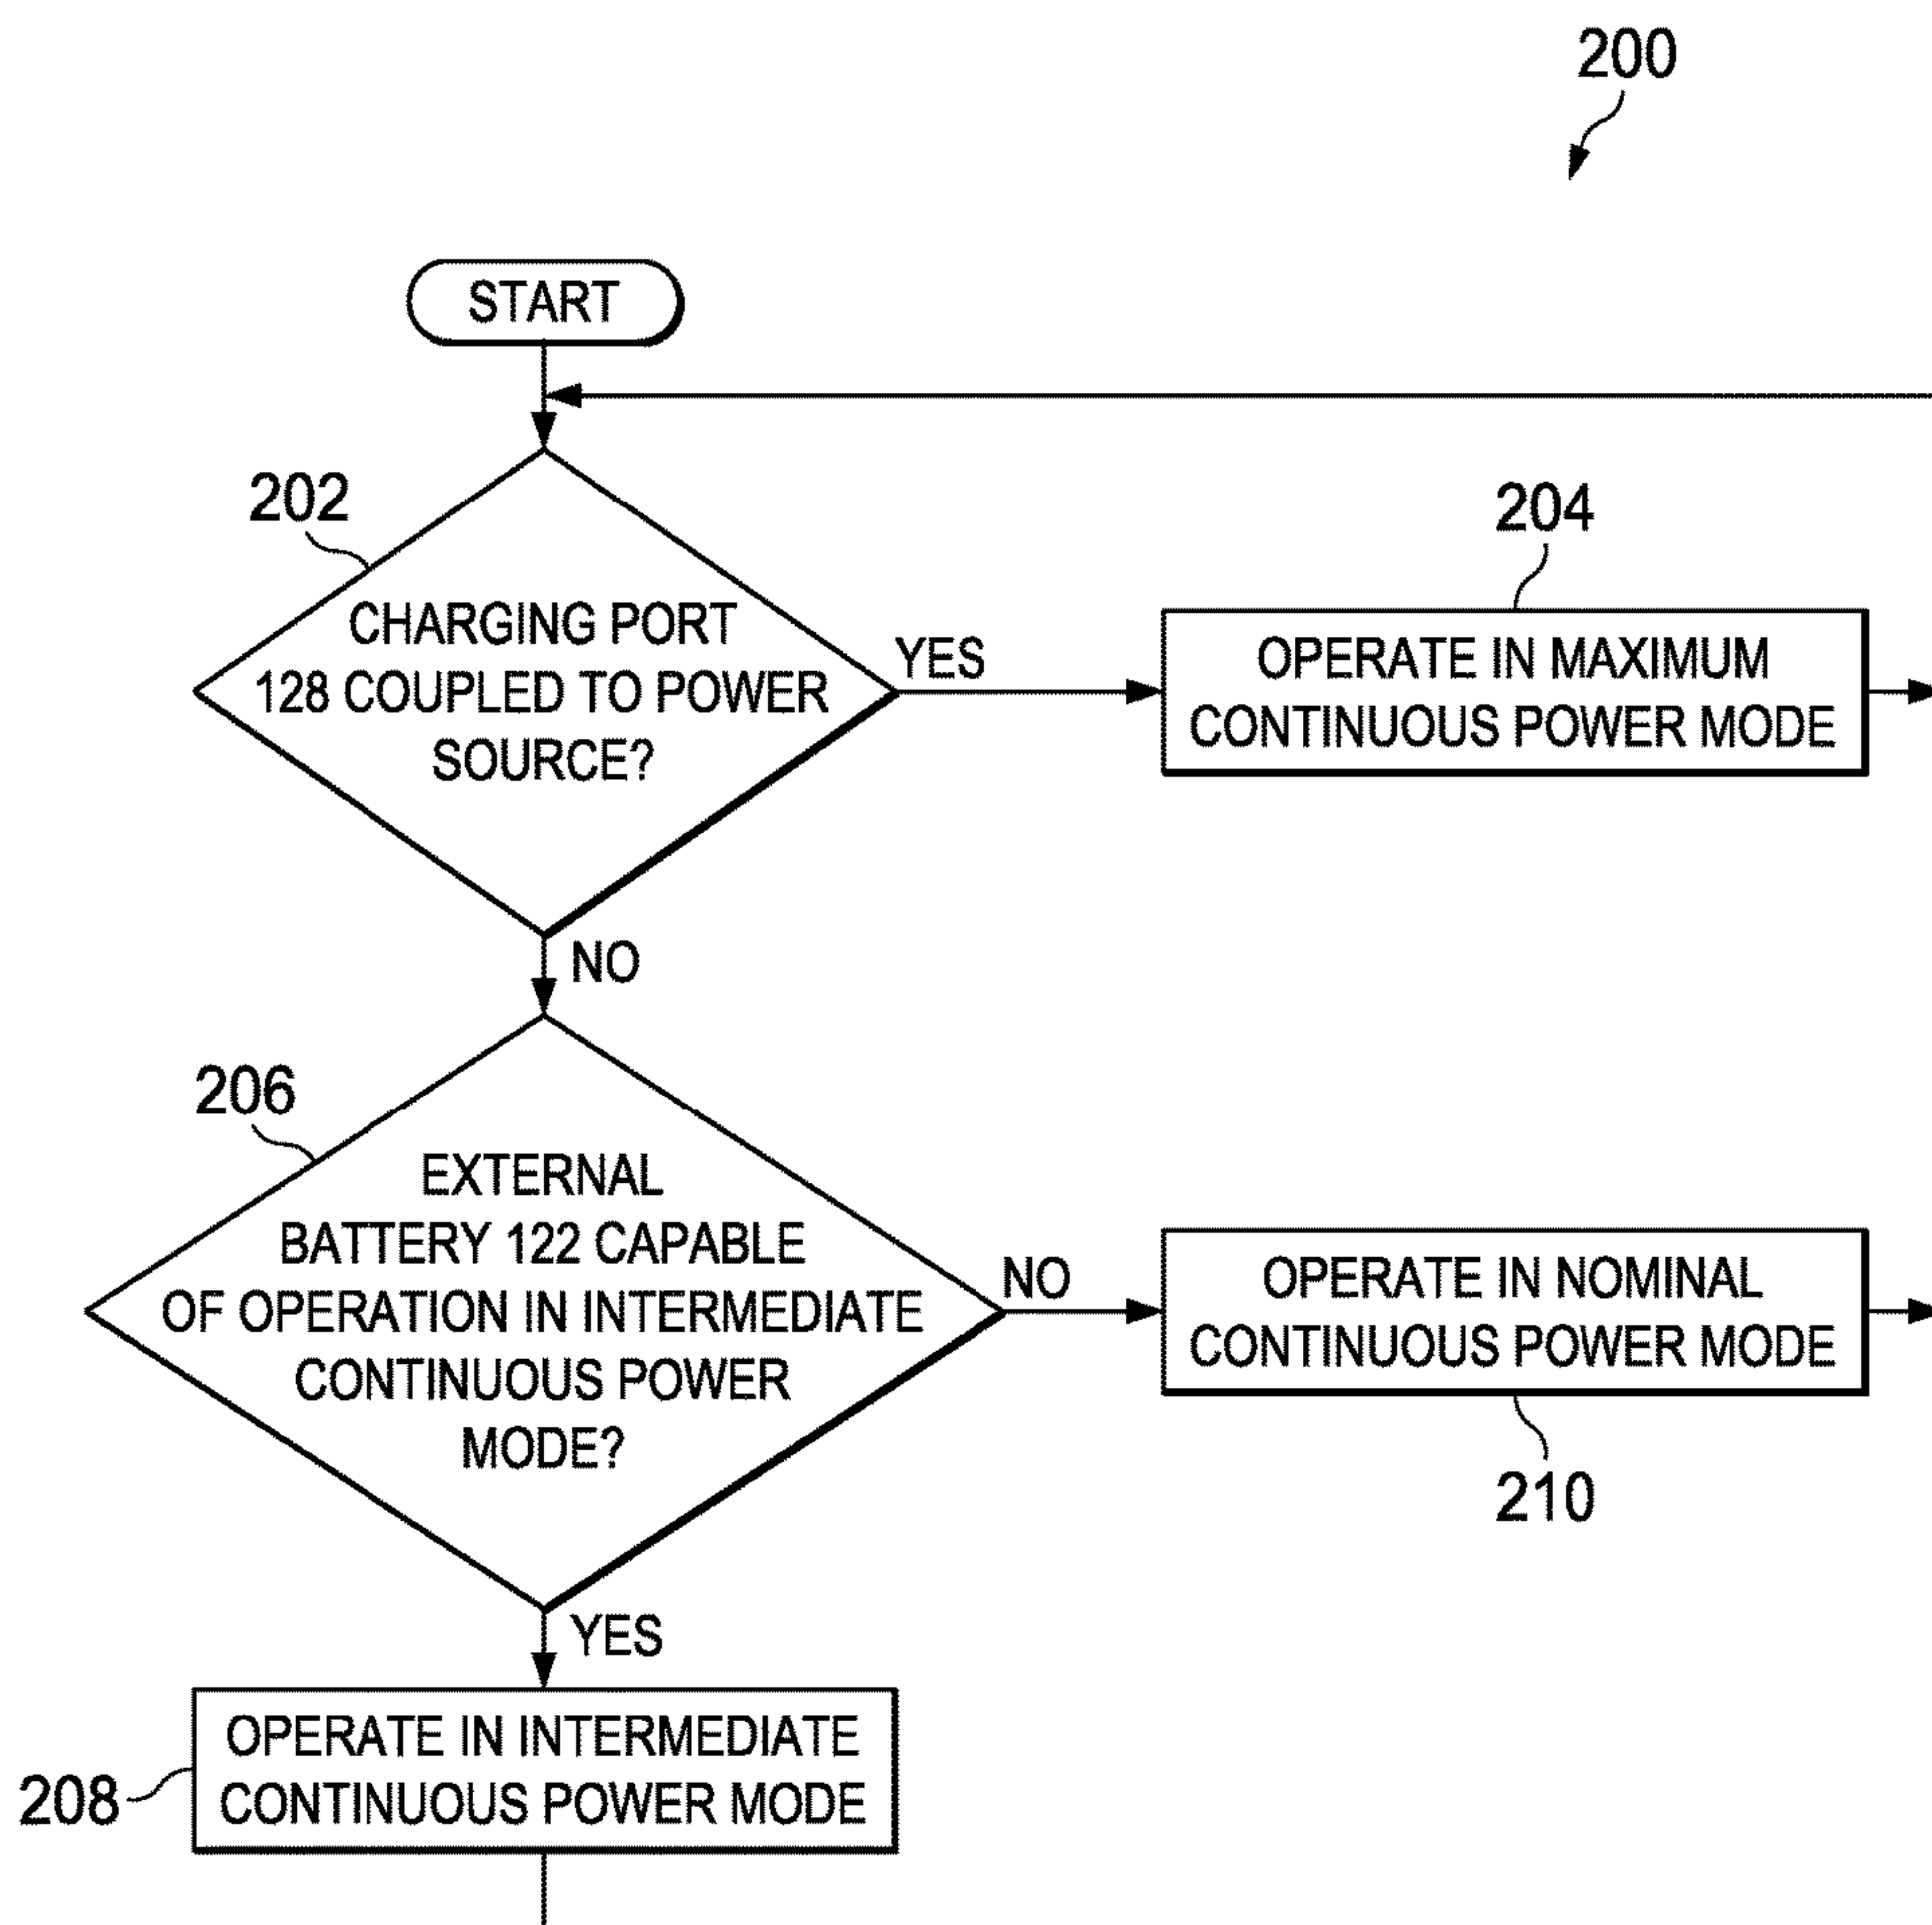 200
START
202
CHARGING PORT
128 COUPLED TO POWER
SOURCE?
YES
204
OPERATE IN MAXIMUM
CONTINUOUS POWER MODE
NO
206
EXTERNAL
BATTERY 122 CAPABLE
OF OPERATION IN INTERMEDIATE
CONTINUOUS POWER
MODE?
NO
OPERATE IN NOMINAL
CONTINUOUS POWER MODE
210
YES
OPERATE IN INTERMEDIATE
CONTINUOUS POWER MODE
208